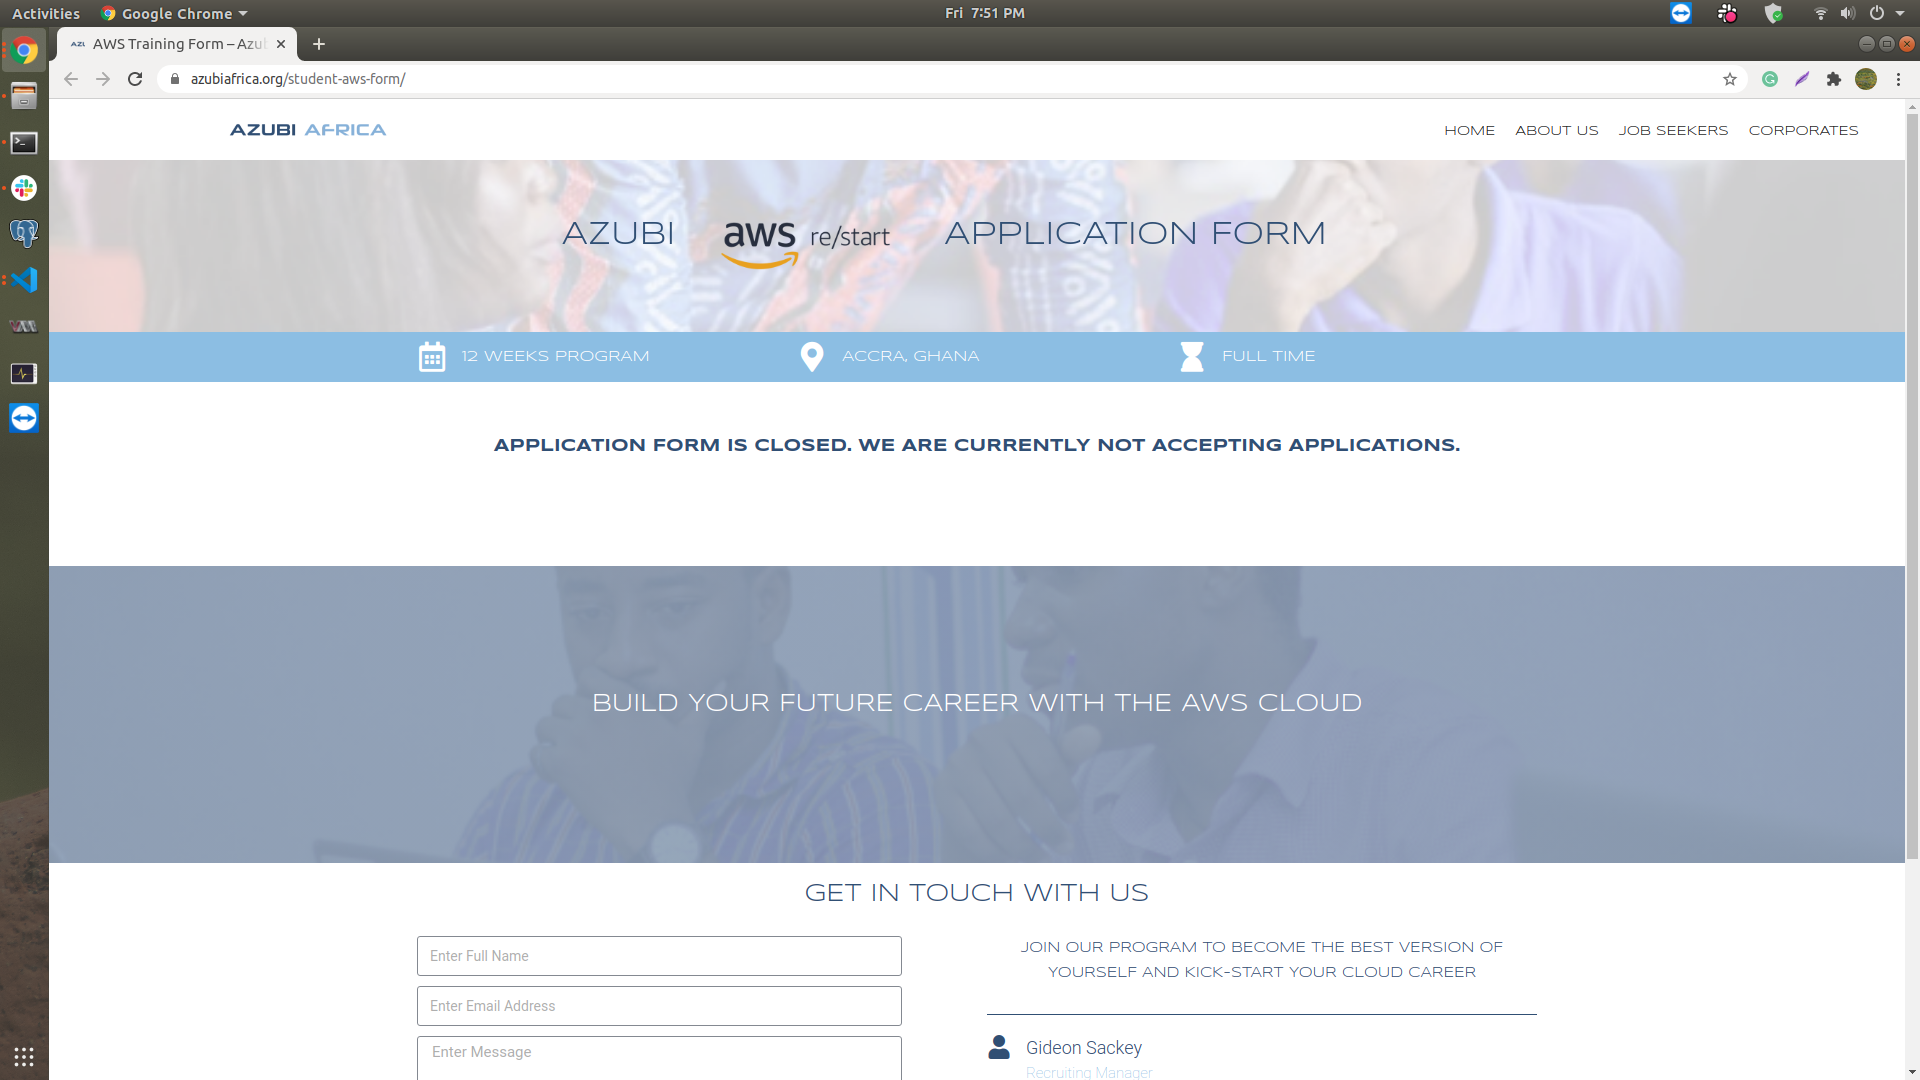 Activities
Google Chrome
Fri 7:51 PM
AWS Training Form – Azu
azubiafrica.org/student-aws-form/
AZUBI AFRICA
HOME ABOUT US JOB SEEKERS CORPORATES
AZUBI aws re/start APPLICATION FORM
12 WEEKS PROGRAM
ACCRA, GHANA
FULL TIME
APPLICATION FORM IS CLOSED. WE ARE CURRENTLY NOT ACCEPTING APPLICATIONS.
BUILD YOUR FUTURE CAREER WITH THE AWS CLOUD
GET IN TOUCH WITH US
Enter Full Name
Enter Email Address
Enter Message
JOIN OUR PROGRAM TO BECOME THE BEST VERSION OF
YOURSELF AND KICK-START YOUR CLOUD CAREER
Gideon Sackey
Recruiting Manager